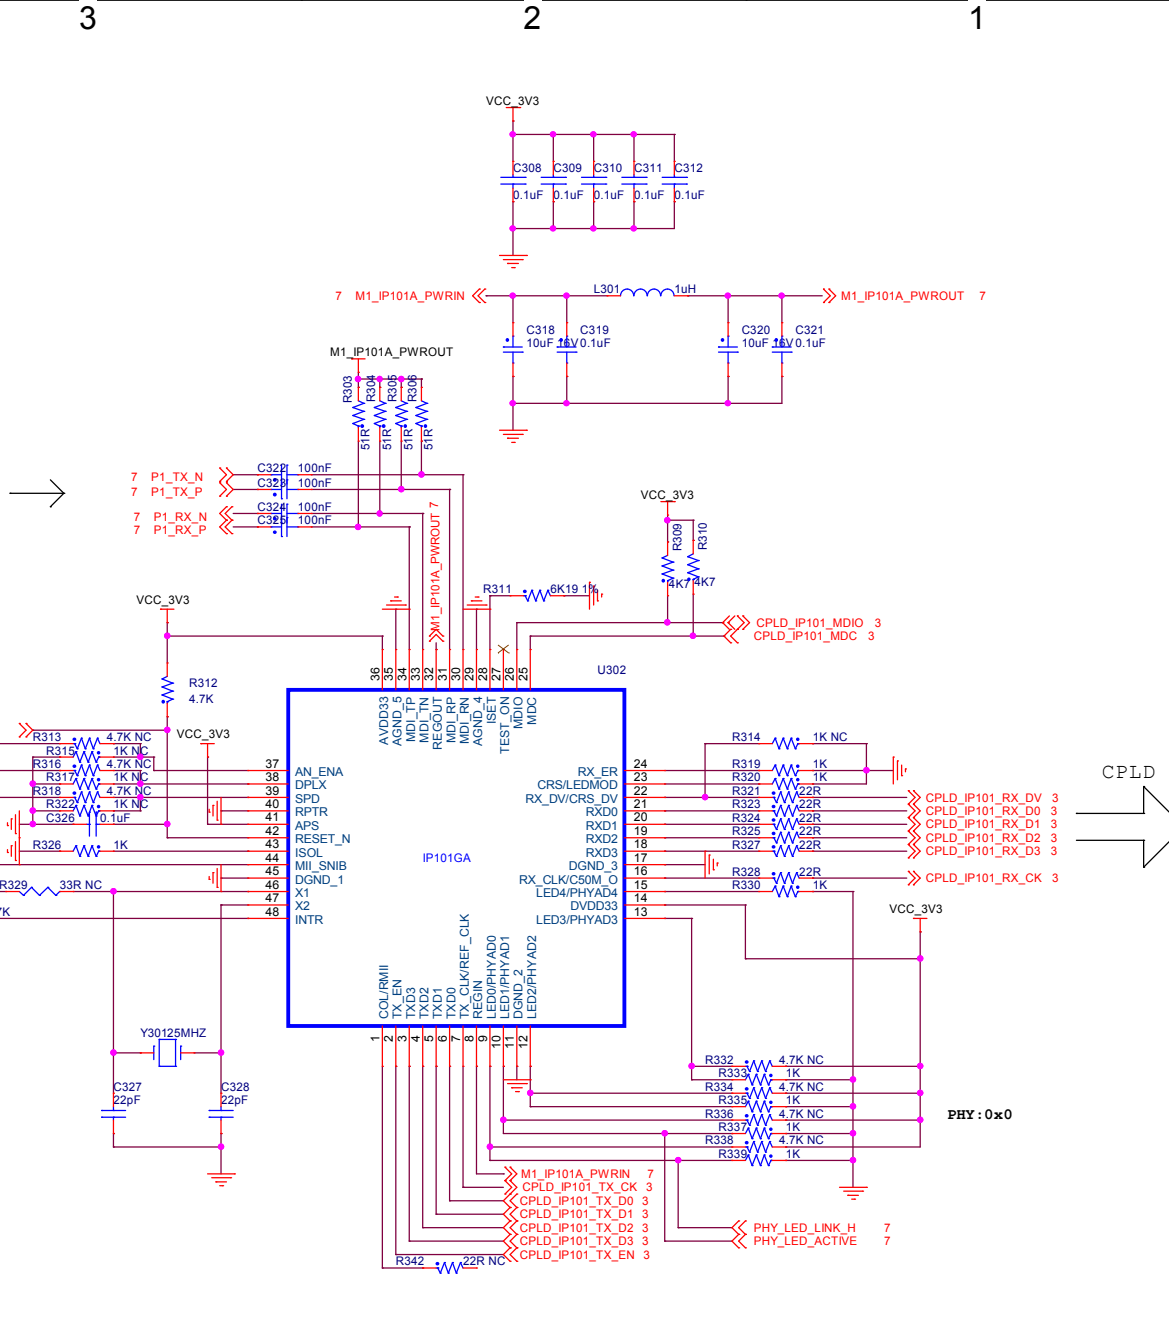 3 2 1
VCC_3V3
C308 C309 C310 C311 C312
0.1uF 0.1uF 0.1uF 0.1uF 0.1uF
7 M1_IP101A_PWRIN L301 1uH M1_IP101A_PWROUT 7
C318 C319 C320 C321
10uF 16V 0.1uF 10uF 16V 0.1uF
M1_IP101A_PWROUT
R303 R304 R305 R306
51R 51R 51R 51R
7 P1_TX_N C322 100nF
7 P1_TX_P C323 100nF
7 P1_RX_N C324 100nF
7 P1_RX_P C325 100nF
M1_IP101A_PWROUT 7
VCC_3V3
R309 R310
4K7 4K7
R311 6K19 1%
CPLD_IP101_MDIO 3
CPLD_IP101_MDC 3
VCC_3V3
R312
4.7K
U302
36 35 34 33 32 31 30 29 28 27 26 25
AVDD33 AGND_5 MDI_TP MDI_TN REGOUT MDI_RP MDI_RN AGND_4 ISET TEST_ON MDIO MDC
VCC_3V3
R313 4.7K NC
R315 1K NC
R316 4.7K NC
R317 1K NC
R318 4.7K NC
R322 1K NC
C326 0.1uF
R326 1K
R329 33R NC
37 AN_ENA
38 DPLX
39 SPD
40 RPTR
41 APS
42 RESET_N
43 ISOL
44 MII_SNIB
45 DGND_1
46 X1
47 X2
48 INTR
IP101GA
RX_ER 24
CRS/LEDMOD 23
RX_DV/CRS_DV 22
RXD0 21
RXD1 20
RXD2 19
RXD3 18
DGND_3 17
RX_CLK/C50M_O 16
LED4/PHYAD4 15
DVDD33 14
LED3/PHYAD3 13
R314 1K NC
R319 1K
R320 1K
R321 22R CPLD_IP101_RX_DV 3
R323 22R CPLD_IP101_RX_D0 3
R324 22R CPLD_IP101_RX_D1 3
R325 22R CPLD_IP101_RX_D2 3
R327 22R CPLD_IP101_RX_D3 3
R328 22R CPLD_IP101_RX_CK 3
R330 1K
CPLD
VCC_3V3
COL/RMII TX_EN TXD3 TXD2 TXD1 TXD0 TX_CLK/REF_CLK REGIN LED0/PHYAD0 LED1/PHYAD1 DGND_2 LED2/PHYAD2
1 2 3 4 5 6 7 8 9 10 11 12
Y301 25MHZ
C327 C328
22pF 22pF
R332 4.7K NC
R333 1K
R334 4.7K NC
R335 1K
R336 4.7K NC
R337 1K
R338 4.7K NC
R339 1K
PHY:0x0
M1_IP101A_PWRIN 7
CPLD_IP101_TX_CK 3
CPLD_IP101_TX_D0 3
CPLD_IP101_TX_D1 3
CPLD_IP101_TX_D2 3
CPLD_IP101_TX_D3 3
CPLD_IP101_TX_EN 3
PHY_LED_LINK_H 7
PHY_LED_ACTIVE 7
R342 22R NC